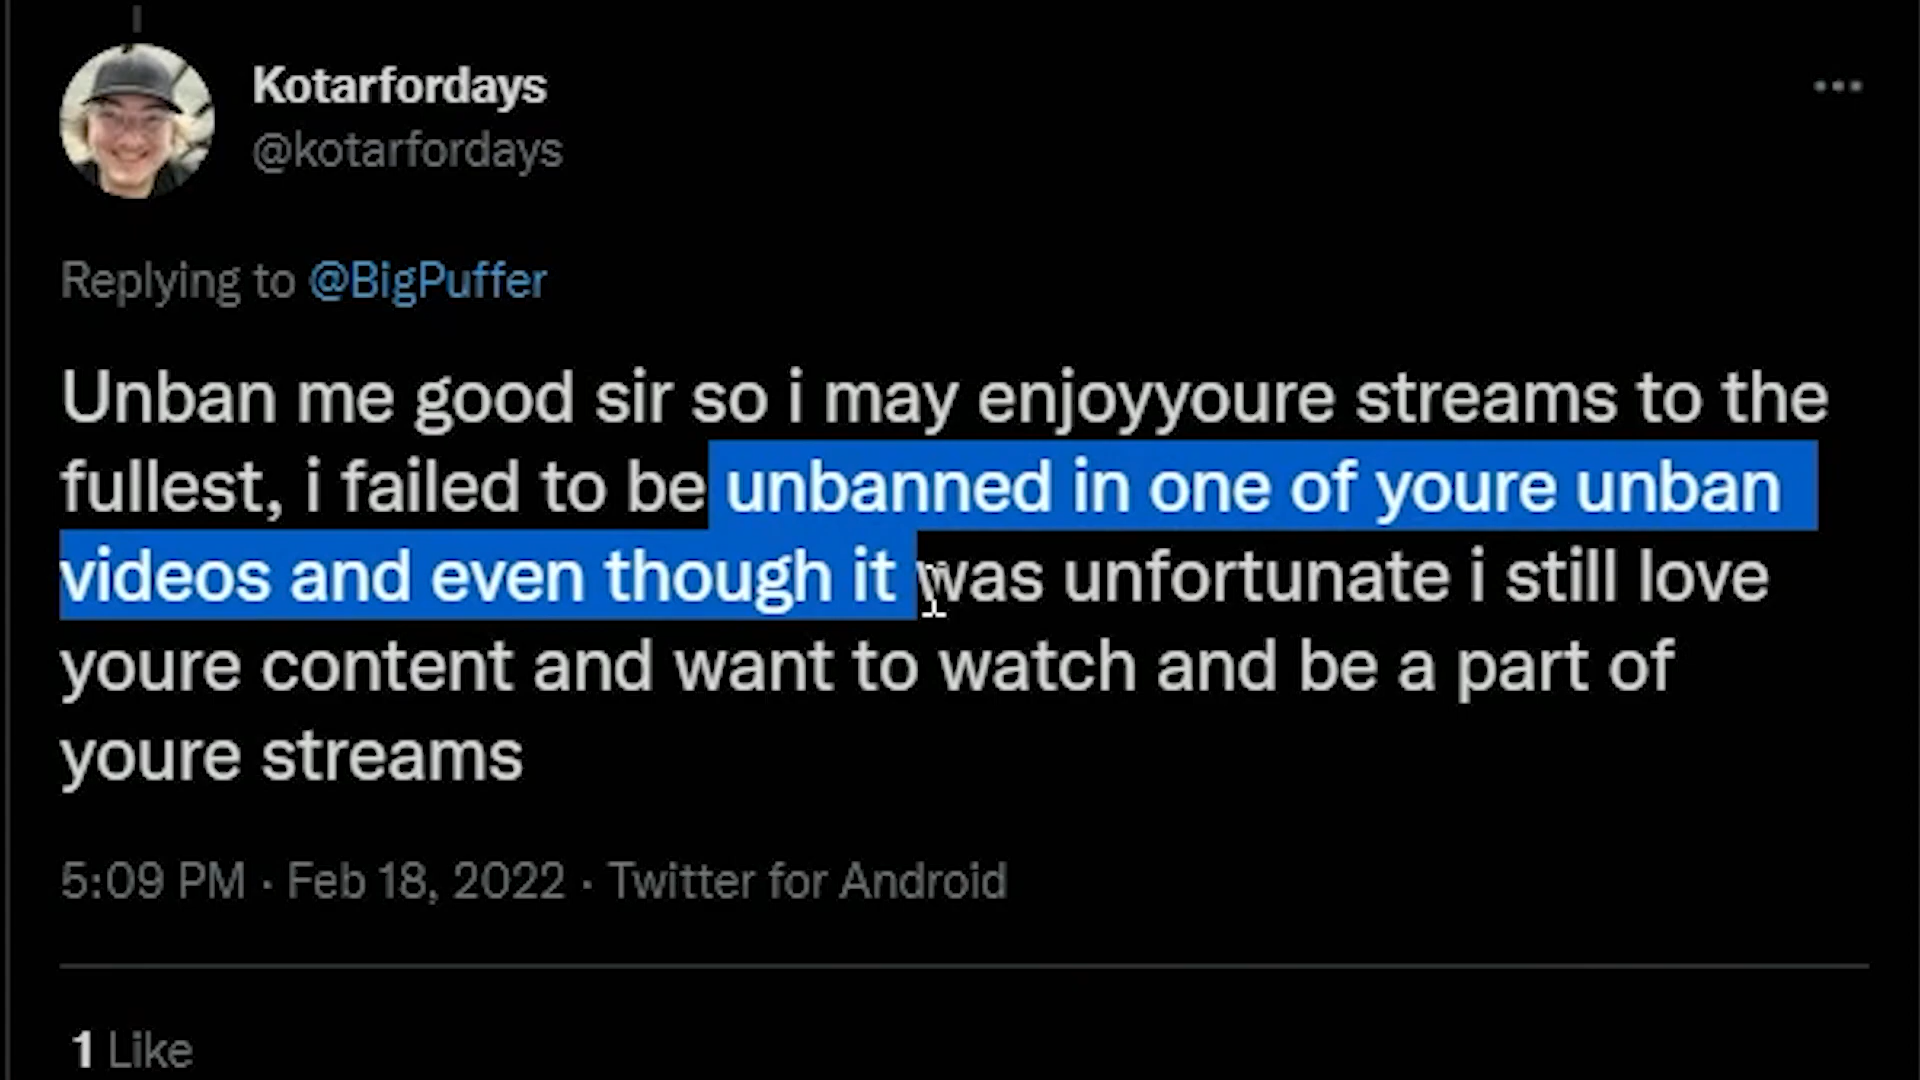 Kotarfordays
@kotarfordays
Replying to @BigPuffer
Unban me good sir so i may enjoyyoure streams to the
fullest, i failed to be unbanned in one of youre unban
videos and even though it was unfortunate i still love
youre content and want to watch and be a part of
youre streams
5:09 PM · Feb 18, 2022 · Twitter for Android
1 Like